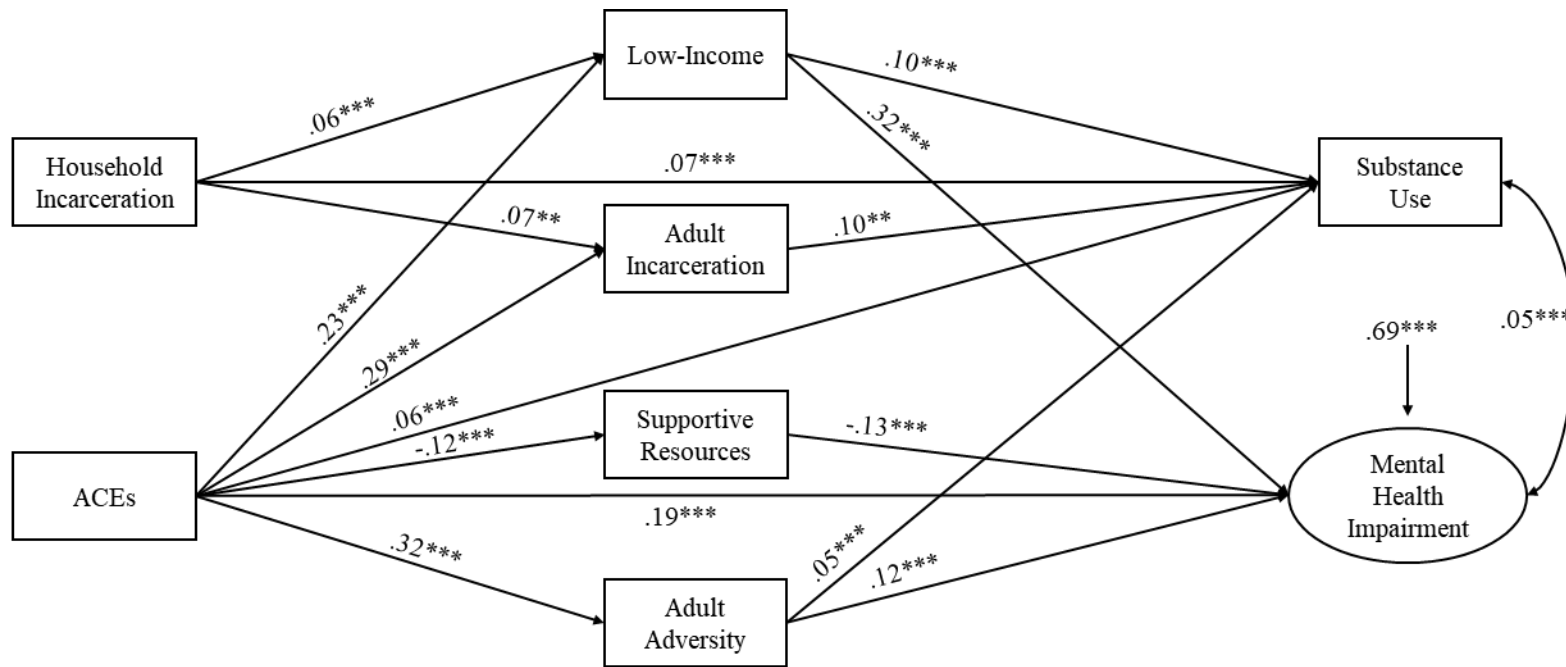 Low-Income
.10***
.06***
.32***
Household
Incarceration
.07***
Substance
Use
.07**
Adult
Incarceration
.10**
.23***
.29***
.69***
.05***
.06***
Supportive
Resources
-.13***
-.12***
ACEs
Mental
Health
Impairment
.19***
.32***
.05***
.12***
Adult
Adversity